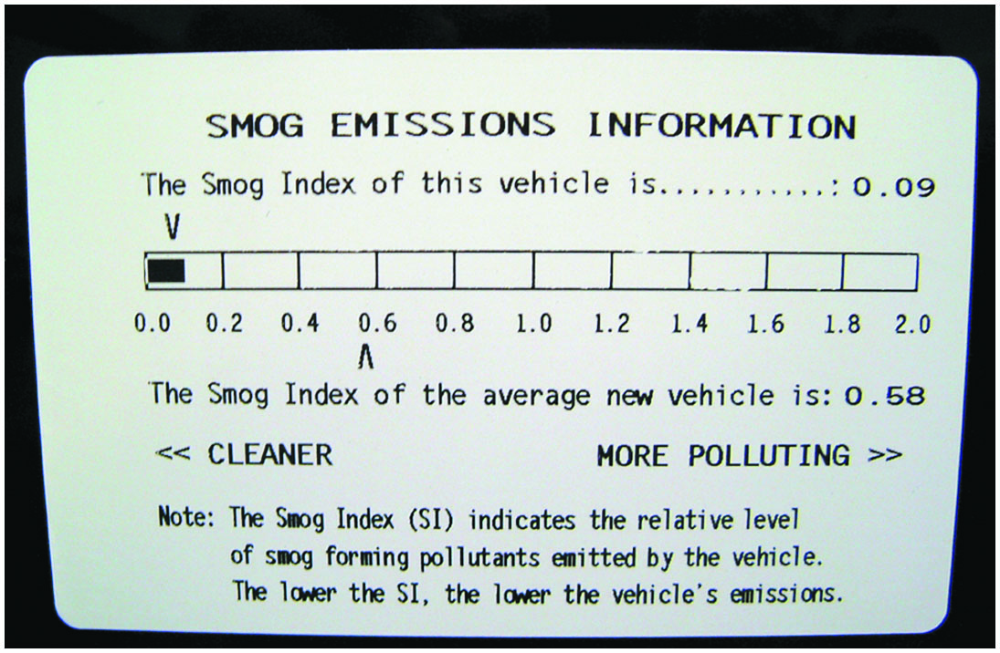 SMOG EMISSIONS INFORMATION
The Smog Index of this vehicle is...........: 0.09
V
0.0 0.2 0.4 0.6 0.8 1.0 1.2 1.4 1.6 1.8 2.0
Λ
The Smog Index of the average new vehicle is: 0.58
<< CLEANER MORE POLLUTING >>
Note: The Smog Index (SI) indicates the relative level
of smog forming pollutants emitted by the vehicle.
The lower the SI, the lower the vehicle's emissions.